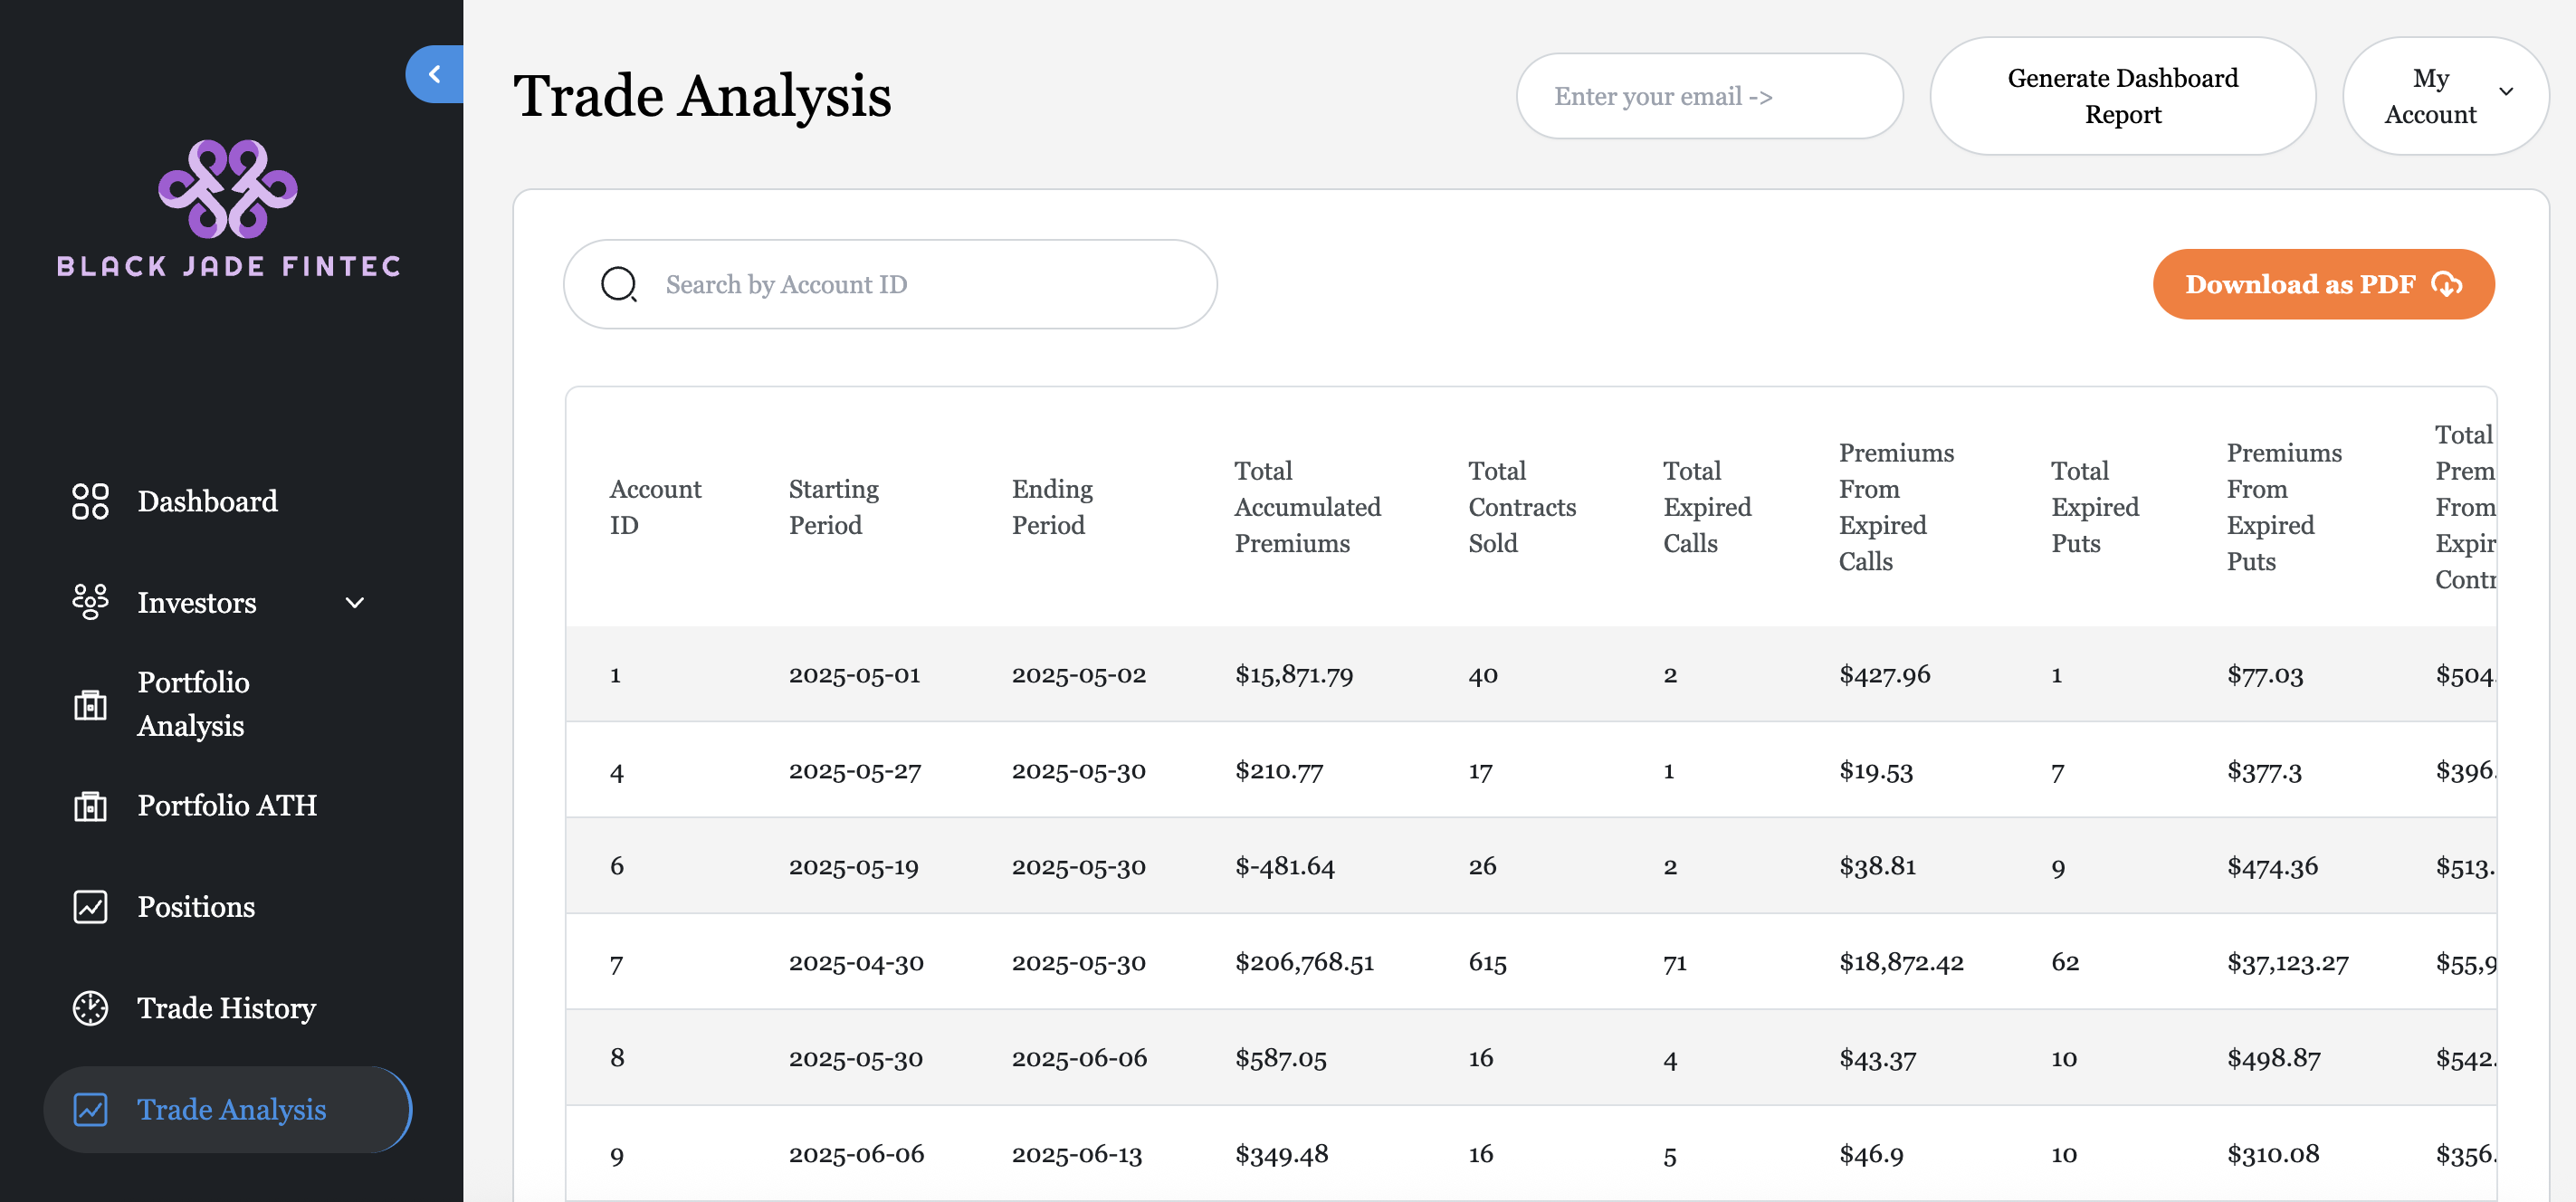 BLACK JADE FINTEC
Dashboard
Investors
Portfolio
Analysis
Portfolio ATH
Positions
Trade History
Trade Analysis
Trade Analysis
Enter your email ->
Generate Dashboard
Report
My
Account
Search by Account ID
Download as PDF
Account
ID
Starting
Period
Ending
Period
Total
Accumulated
Premiums
Total
Contracts
Sold
Total
Expired
Calls
Premiums
From
Expired
Calls
Total
Expired
Puts
Premiums
From
Expired
Puts
Total
Prem
From
Expir
Contr
1 2025-05-01 2025-05-02 $15,871.79 40 2 $427.96 1 $77.03 $504.
4 2025-05-27 2025-05-30 $210.77 17 1 $19.53 7 $377.3 $396.
6 2025-05-19 2025-05-30 $-481.64 26 2 $38.81 9 $474.36 $513.
7 2025-04-30 2025-05-30 $206,768.51 615 71 $18,872.42 62 $37,123.27 $55,9
8 2025-05-30 2025-06-06 $587.05 16 4 $43.37 10 $498.87 $542.
9 2025-06-06 2025-06-13 $349.48 16 5 $46.9 10 $310.08 $356.